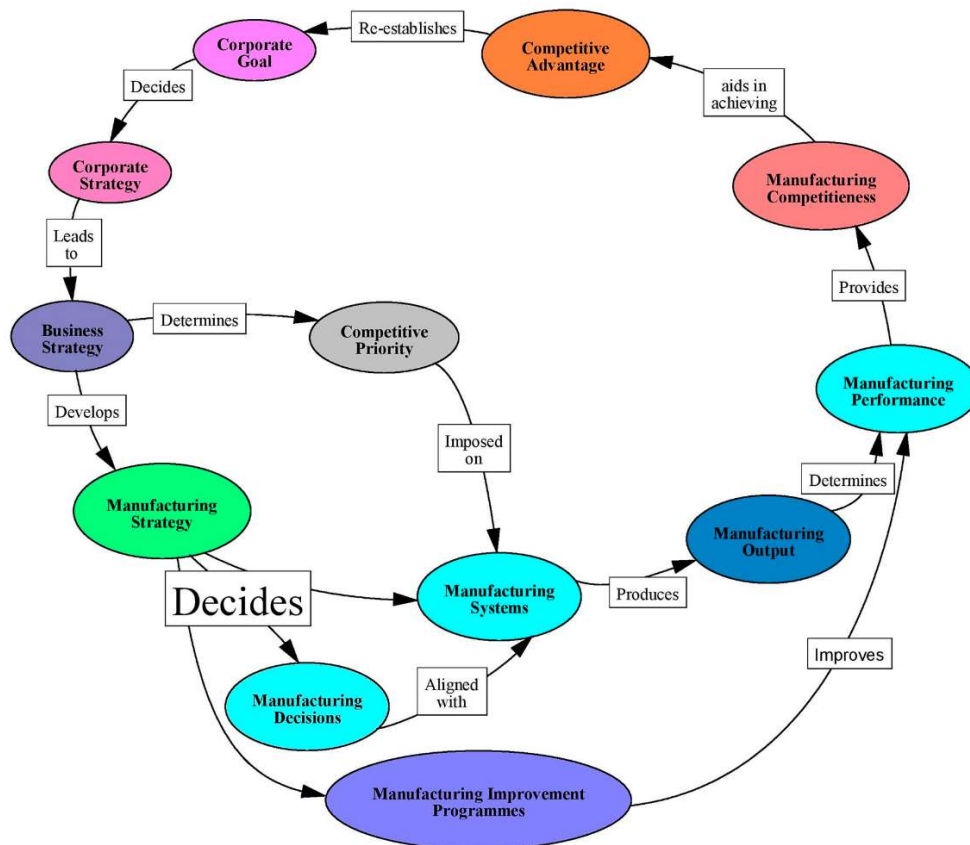 Corporate
Goal
Re-establishes
Competitive
Advantage
Decides
aids in
achieving
Corporate
Strategy
Manufacturing
Competitieness
Leads
to
Provides
Business
Strategy
Determines
Competitive
Priority
Manufacturing
Performance
Develops
Imposed
on
Determines
Manufacturing
Strategy
Manufacturing
Output
Decides
Manufacturing
Systems
Produces
Improves
Manufacturing
Decisions
Aligned
with
Manufacturing Improvement
Programmes